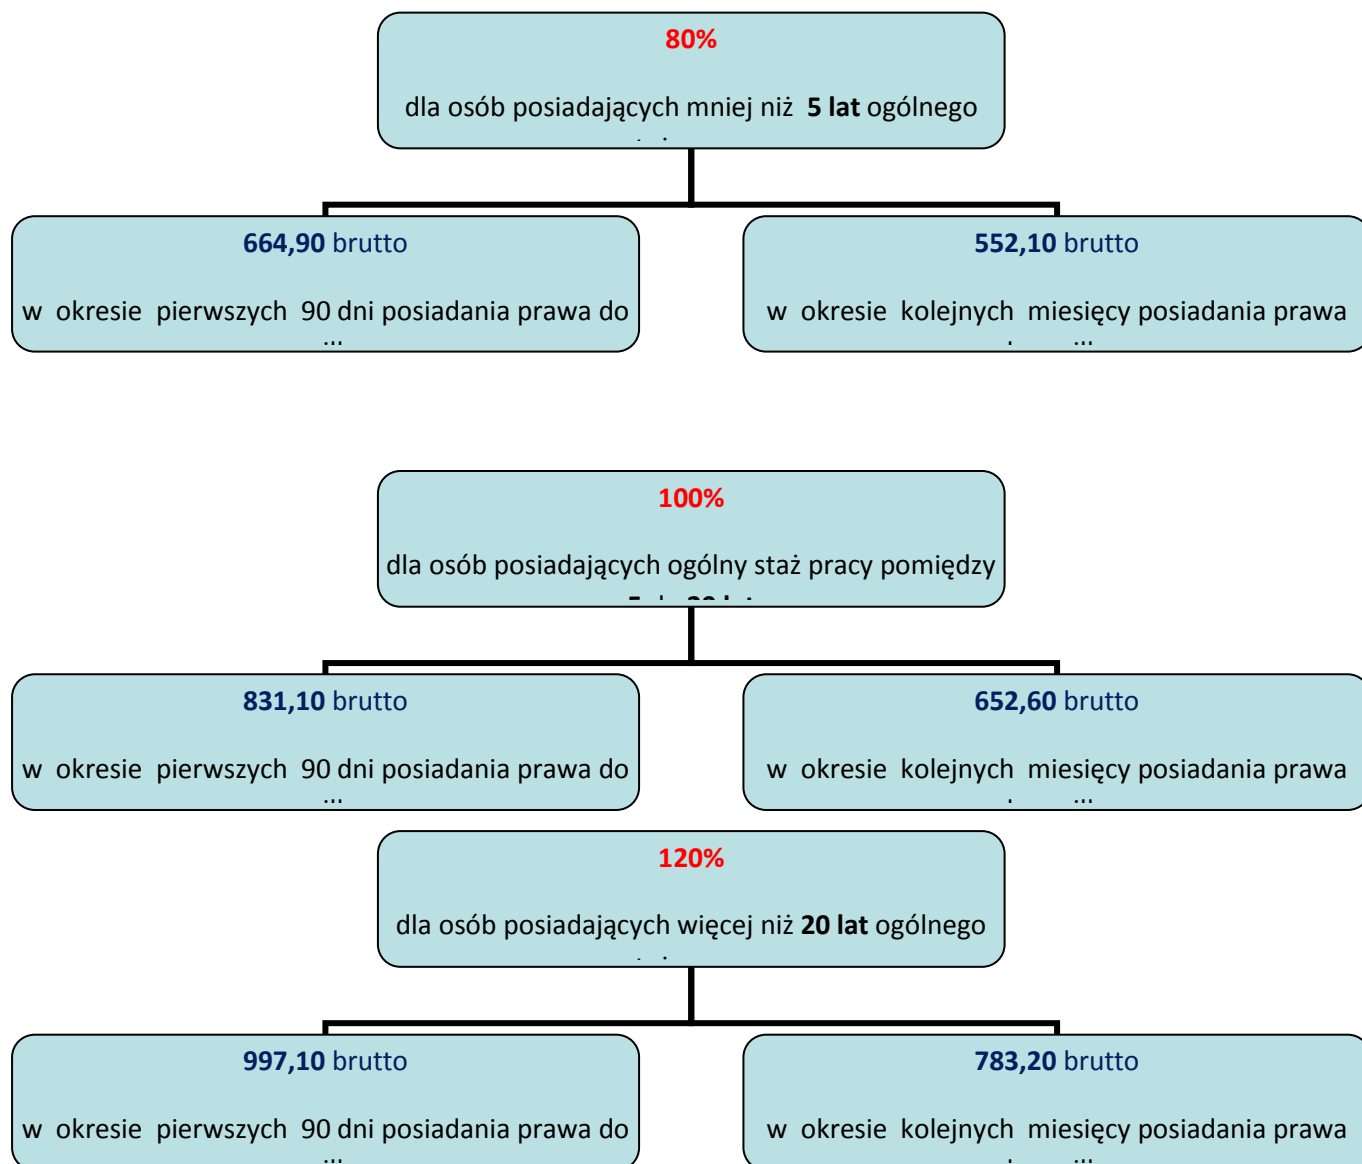 80%
dla osób posiadających mniej niż 5 lat ogólnego
664,90 brutto
w okresie pierwszych 90 dni posiadania prawa do
552,10 brutto
w okresie kolejnych miesięcy posiadania prawa
100%
dla osób posiadających ogólny staż pracy pomiędzy
831,10 brutto
w okresie pierwszych 90 dni posiadania prawa do
652,60 brutto
w okresie kolejnych miesięcy posiadania prawa
120%
dla osób posiadających więcej niż 20 lat ogólnego
997,10 brutto
w okresie pierwszych 90 dni posiadania prawa do
783,20 brutto
w okresie kolejnych miesięcy posiadania prawa